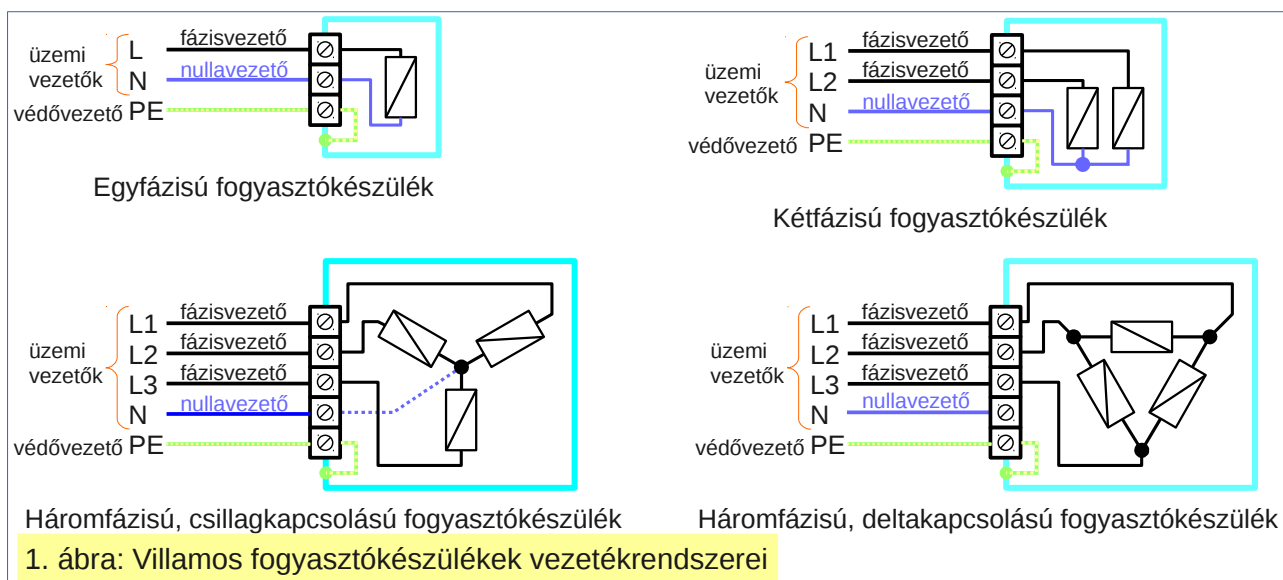 üzemi
vezetők
L
fázisvezető
N
nullavezető
védővezető PE
Egyfázisú fogyasztókészülék
üzemi
vezetők
L1
fázisvezető
L2
fázisvezető
N
nullavezető
védővezető PE
Kétfázisú fogyasztókészülék
üzemi
vezetők
L1
fázisvezető
L2
fázisvezető
L3
fázisvezető
N
nullavezető
védővezető PE
Háromfázisú, csillagkapcsolású fogyasztókészülék
üzemi
vezetők
L1
fázisvezető
L2
fázisvezető
L3
fázisvezető
N
nullavezető
védővezető PE
Háromfázisú, deltakapcsolású fogyasztókészülék
1. ábra: Villamos fogyasztókészülékek vezetékrendszerei